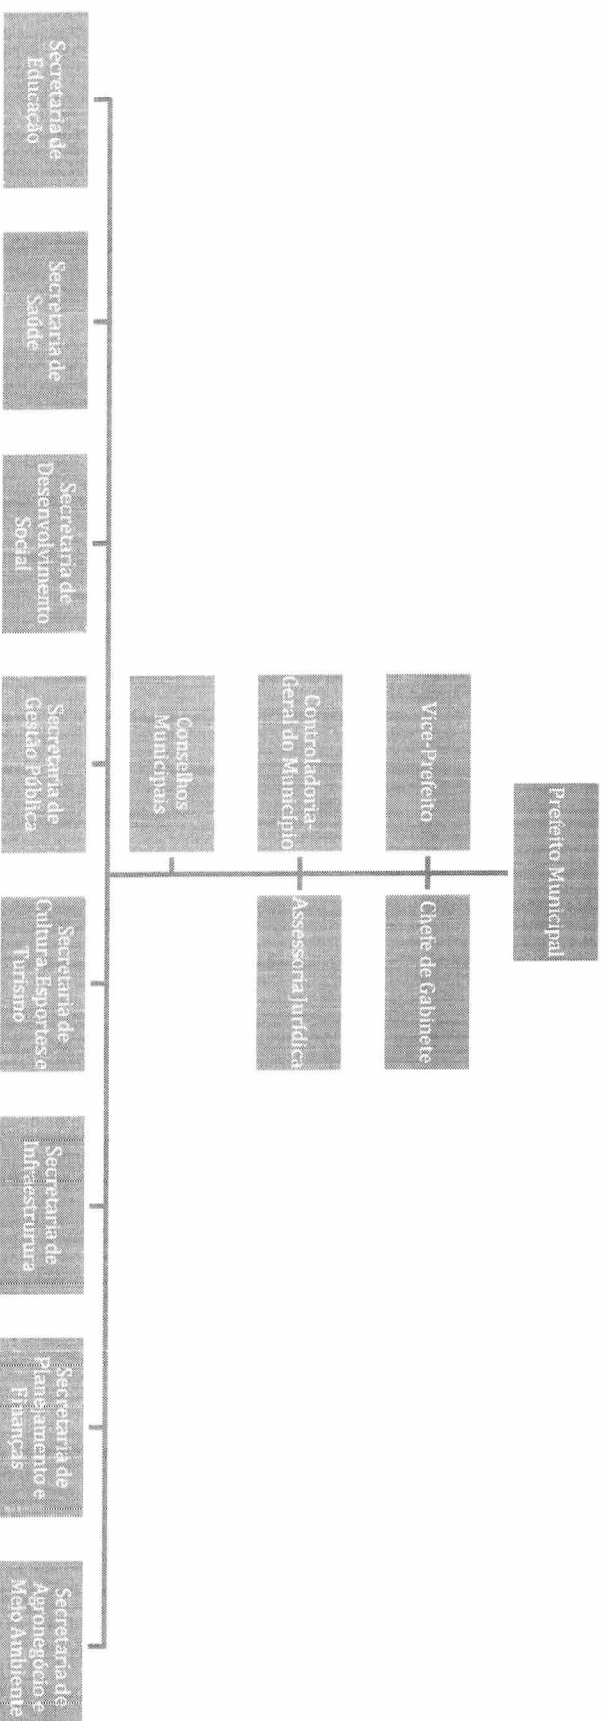 Prefeito Municipal
Vice-Prefeito
Chefe de Gabinete
Controladoria-
Geral do Município
Assessoria Jurídica
Conselhos
Municipais
Secretaria de
Educação
Secretaria de
Saúde
Secretaria de
Desenvolvimento
Social
Secretaria de
Gestão Pública
Secretaria de
Cultura, Esportes e
Turismo
Secretaria de
Infraestrutura
Secretaria de
Planejamento e
Finanças
Secretaria de
Agronegócio e
Meio Ambiente